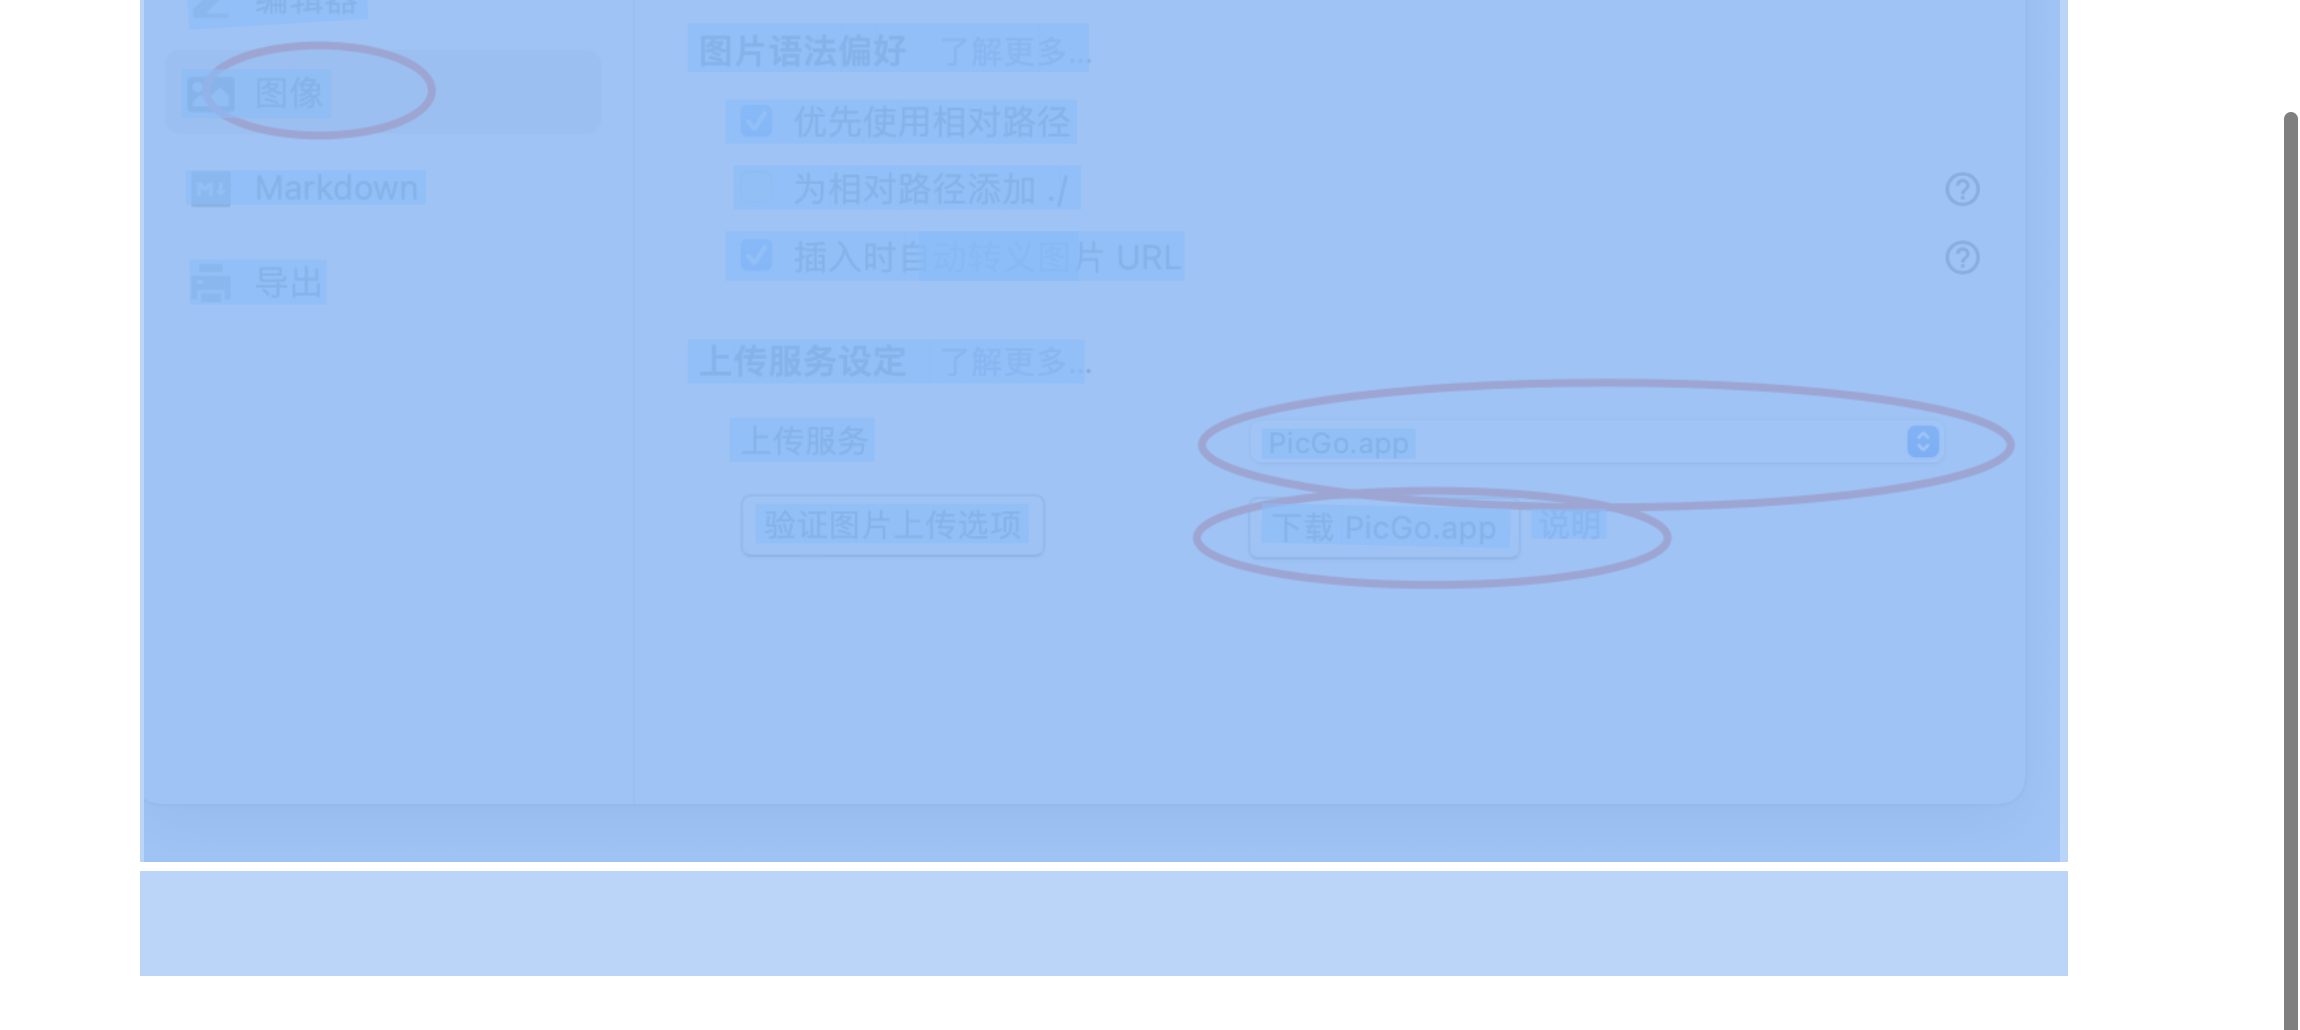 编辑器
图像
Markdown
导出
图片语法偏好 了解更多...
优先使用相对路径
为相对路径添加 ./
插入时自动转义图片 URL
上传服务设定 了解更多...
上传服务 PicGo.app
验证图片上传选项 下载 PicGo.app 说明